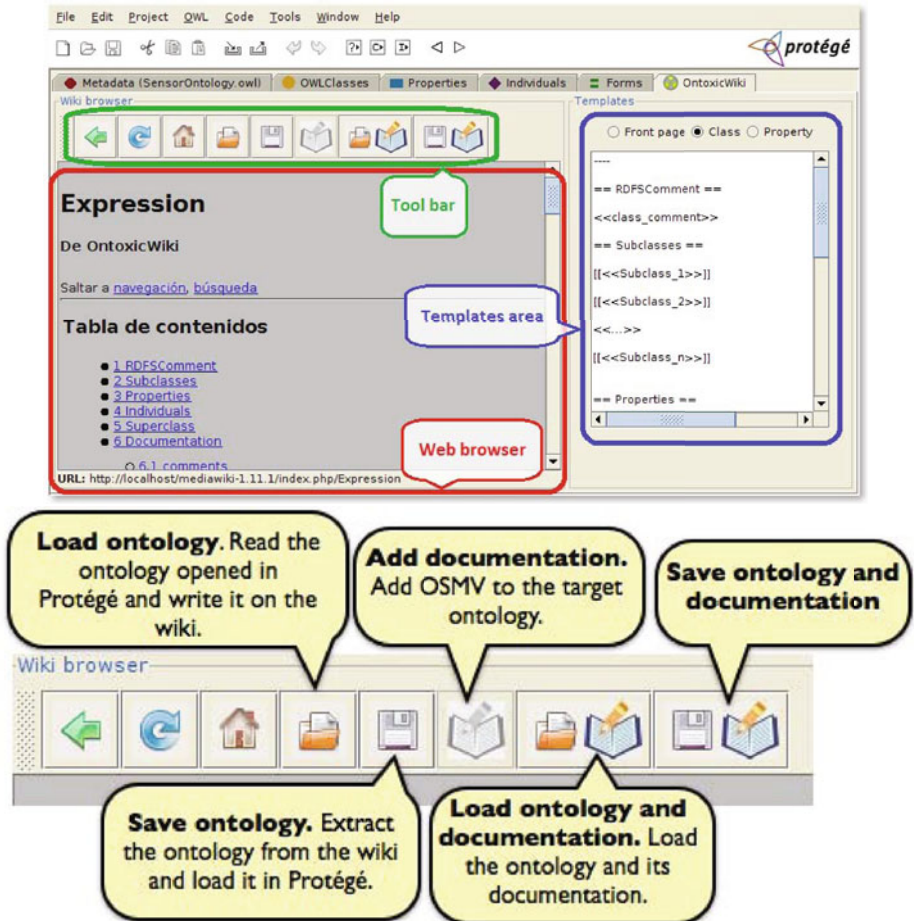 File Edit Project OWL Code Tools Window Help
protégé
Metadata (SensorOntology.owl) OWLClasses Properties Individuals Forms OntoxicWiki
Wiki browser
Templates
Front page Class Property
Tool bar
Expression
De OntoxicWiki
Saltar a navegación, búsqueda
Tabla de contenidos
1 RDFSComment
2 Subclasses
3 Properties
4 Individuals
5 Superclass
6 Documentation
6.1 comments
URL: http://localhost/mediawiki-1.11.1/index.php/Expression
Templates area
Web browser
----
== RDFSComment ==
<<class_comment>>
== Subclasses ==
[[<<Subclass_1>>]]
[[<<Subclass_2>>]]
<<...>>
[[<<Subclass_n>>]]
== Properties ==
Load ontology. Read the
ontology opened in
Protégé and write it on the
wiki.
Add documentation.
Add OSMV to the target
ontology.
Save ontology and
documentation
Wiki browser
Save ontology. Extract
the ontology from the wiki
and load it in Protégé.
Load ontology and
documentation. Load
the ontology and its
documentation.